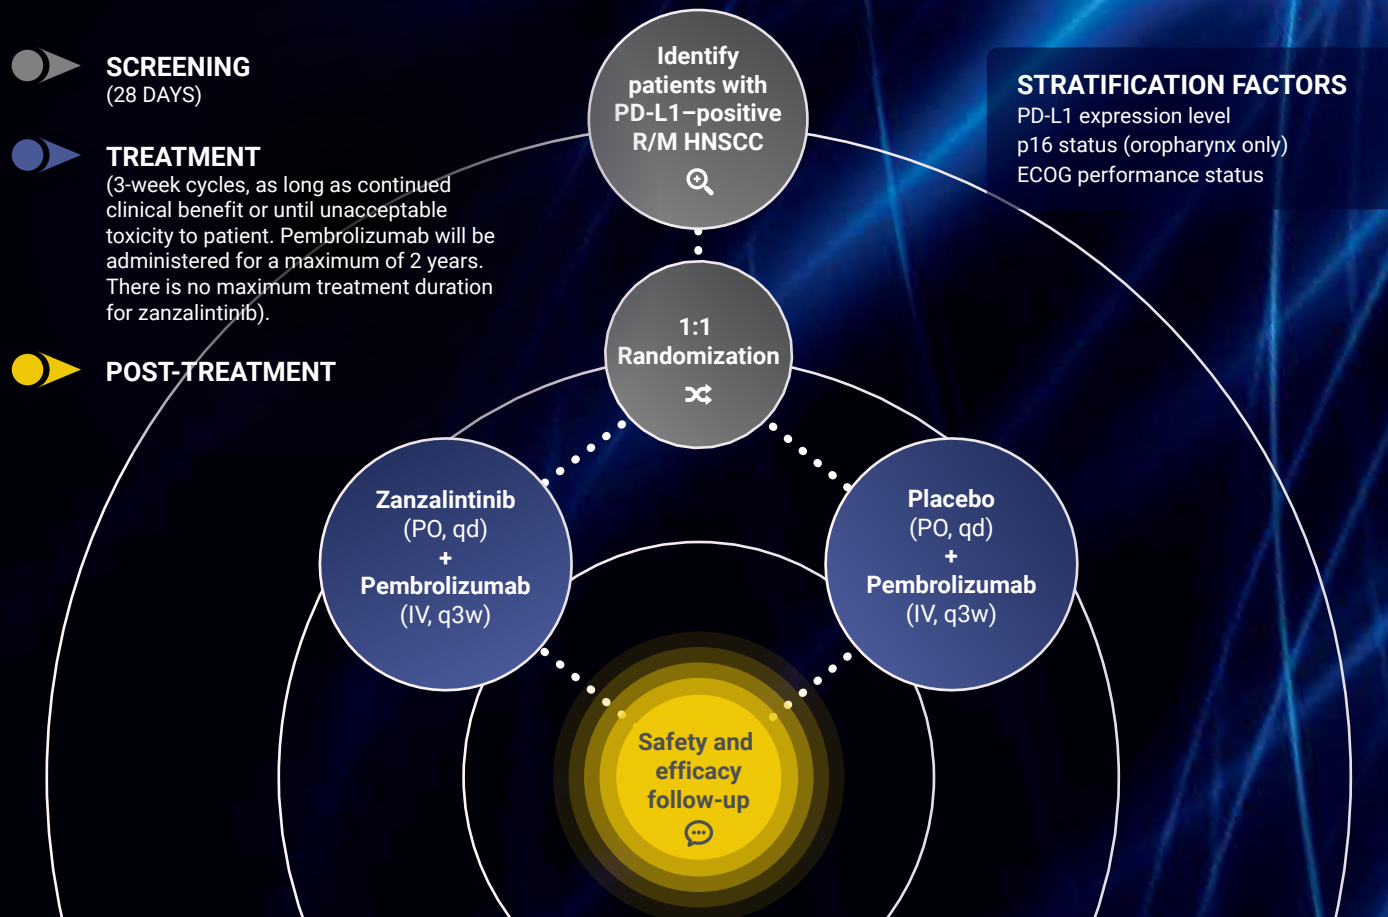 SCREENING
(28 DAYS)
TREATMENT
(3-week cycles, as long as continued
clinical benefit or until unacceptable
toxicity to patient. Pembrolizumab will be
administered for a maximum of 2 years.
There is no maximum treatment duration
for zanzalintinib).
POST-TREATMENT
Identify
patients with
PD-L1–positive
R/M HNSCC
STRATIFICATION FACTORS
PD-L1 expression level
p16 status (oropharynx only)
ECOG performance status
1:1
Randomization
Zanzalintinib
(PO, qd)
+
Pembrolizumab
(IV, q3w)
Placebo
(PO, qd)
+
Pembrolizumab
(IV, q3w)
Safety and
efficacy
follow-up